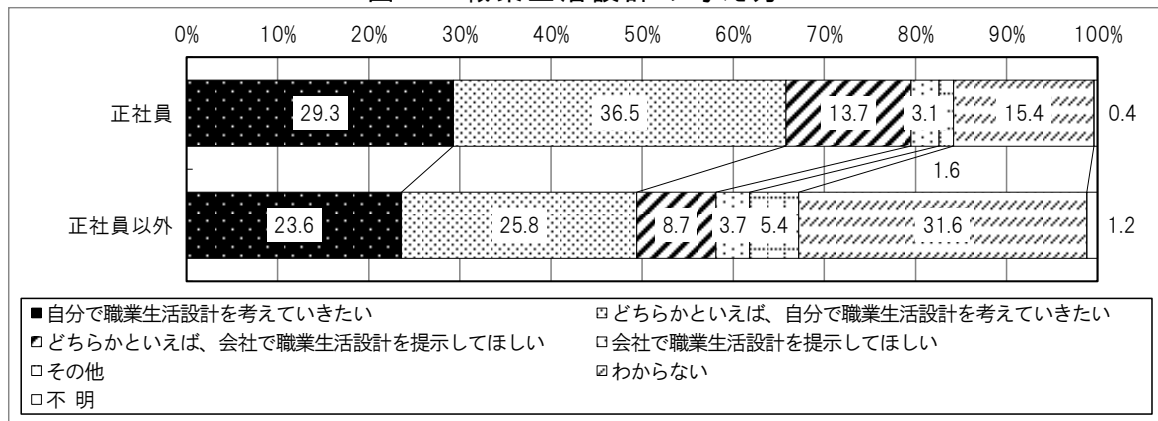 0% 10% 20% 30% 40% 50% 60% 70% 80% 90% 100%
正社員 29.3 36.5 13.7 3.1 15.4 0.4
1.6
正社員以外 23.6 25.8 8.7 3.7 5.4 31.6 1.2
自分で職業生活設計を考えていきたい どちらかといえば、自分で職業生活設計を考えていきたい
どちらかといえば、会社で職業生活設計を提示してほしい 会社で職業生活設計を提示してほしい
その他 わからない
不 明